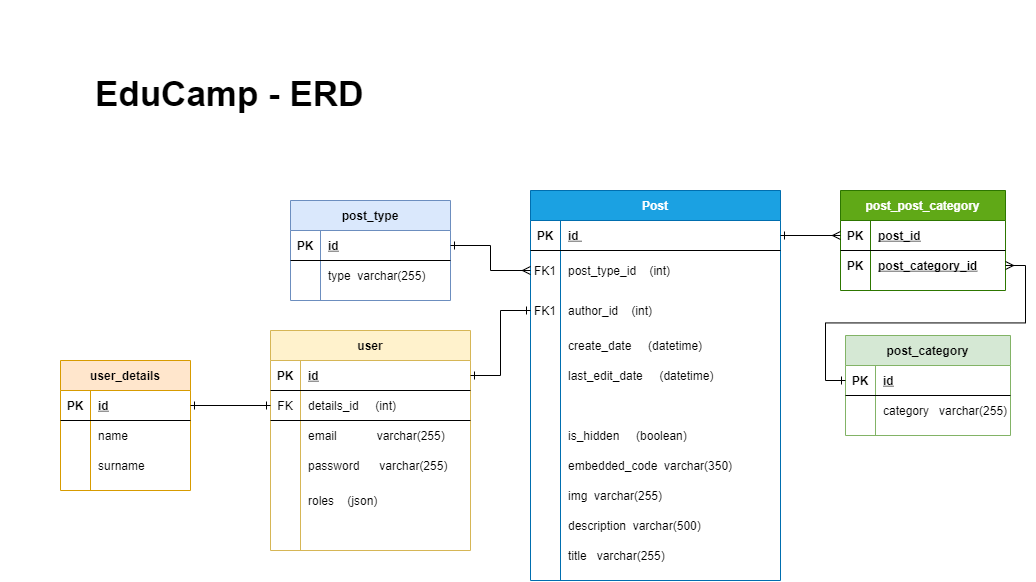 EduCamp - ERD
post_type
PK id
type varchar(255)
user
PK id
FK details_id (int)
email varchar(255)
password varchar(255)
roles (json)
user_details
PK id
name
surname
Post
PK id
FK1 post_type_id (int)
FK1 author_id (int)
create_date (datetime)
last_edit_date (datetime)
is_hidden (boolean)
embedded_code varchar(350)
img varchar(255)
description varchar(500)
title varchar(255)
post_post_category
PK post_id
PK post_category_id
post_category
PK id
category varchar(255)